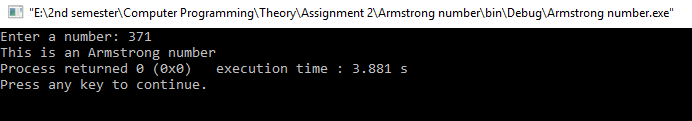 "E:\2nd semester\Computer Programming\Theory\Assignment 2\Armstrong number\bin\Debug\Armstrong number.exe"
Enter a number: 371
This is an Armstrong number
Process returned 0 (0x0)   execution time : 3.881 s
Press any key to continue.